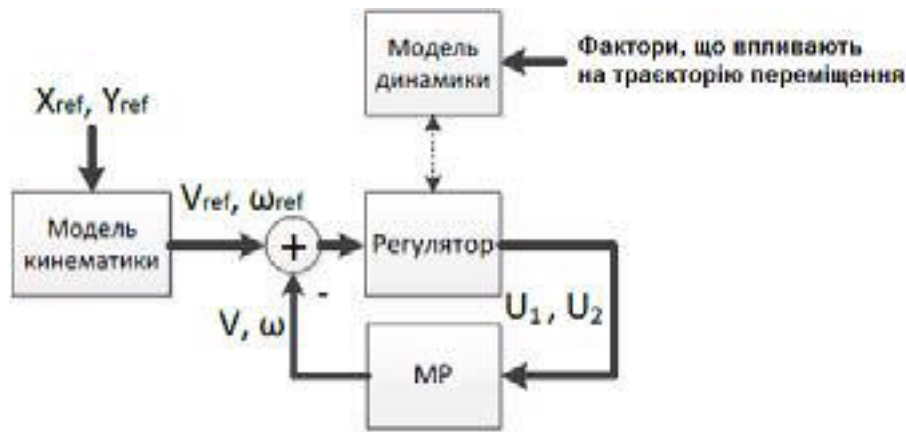 Модель
динамики
Фактори, що впливають
на траєкторію переміщення
Xref, Yref
Vref, ωref
Модель
кинематики
+
Регулятор
-
U1 , U2
V, ω
МР